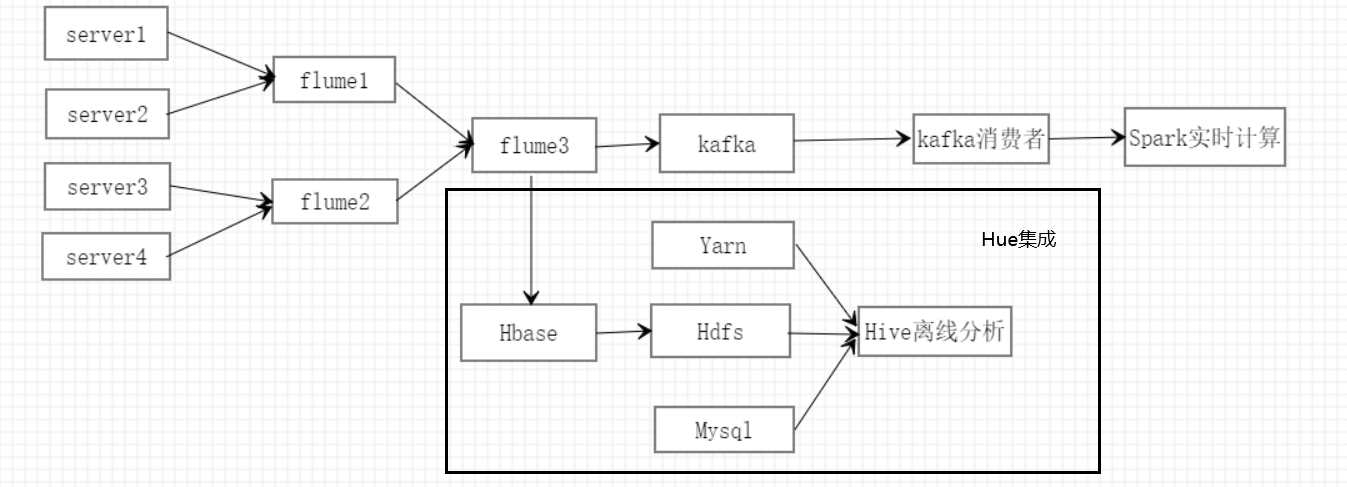 server1
server2
server3
server4
flume1
flume2
flume3
kafka
kafka消费者
Spark实时计算
Hue集成
Yarn
Hbase
Hdfs
Hive离线分析
Mysql